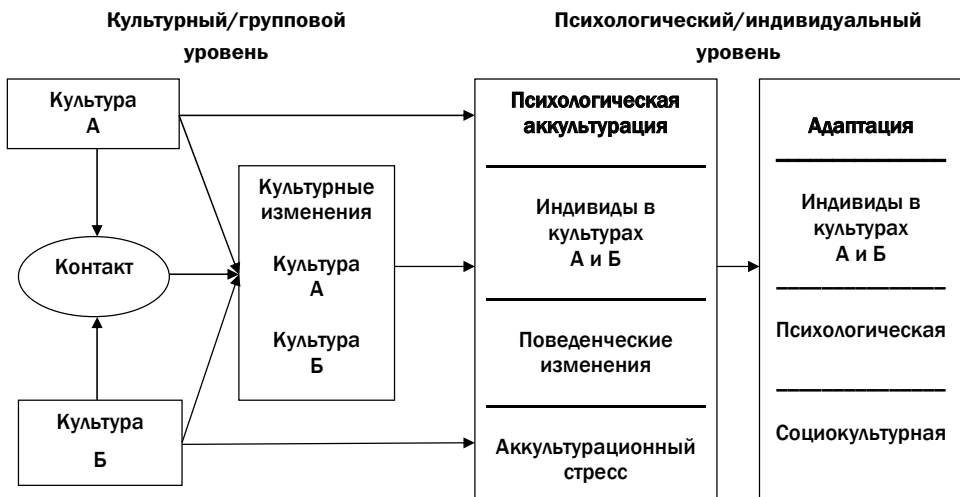 Культурный/групповой
уровень
Психологический/индивидуальный
уровень
Культура
А
Контакт
Культура
Б
Культурные
изменения
Культура
А
Культура
Б
Психологическая
аккультурация
Индивиды в
культурах
А и Б
Поведенческие
изменения
Аккультурационный
стресс
Адаптация
Индивиды в
культурах
А и Б
Психологическая
Социокультурная